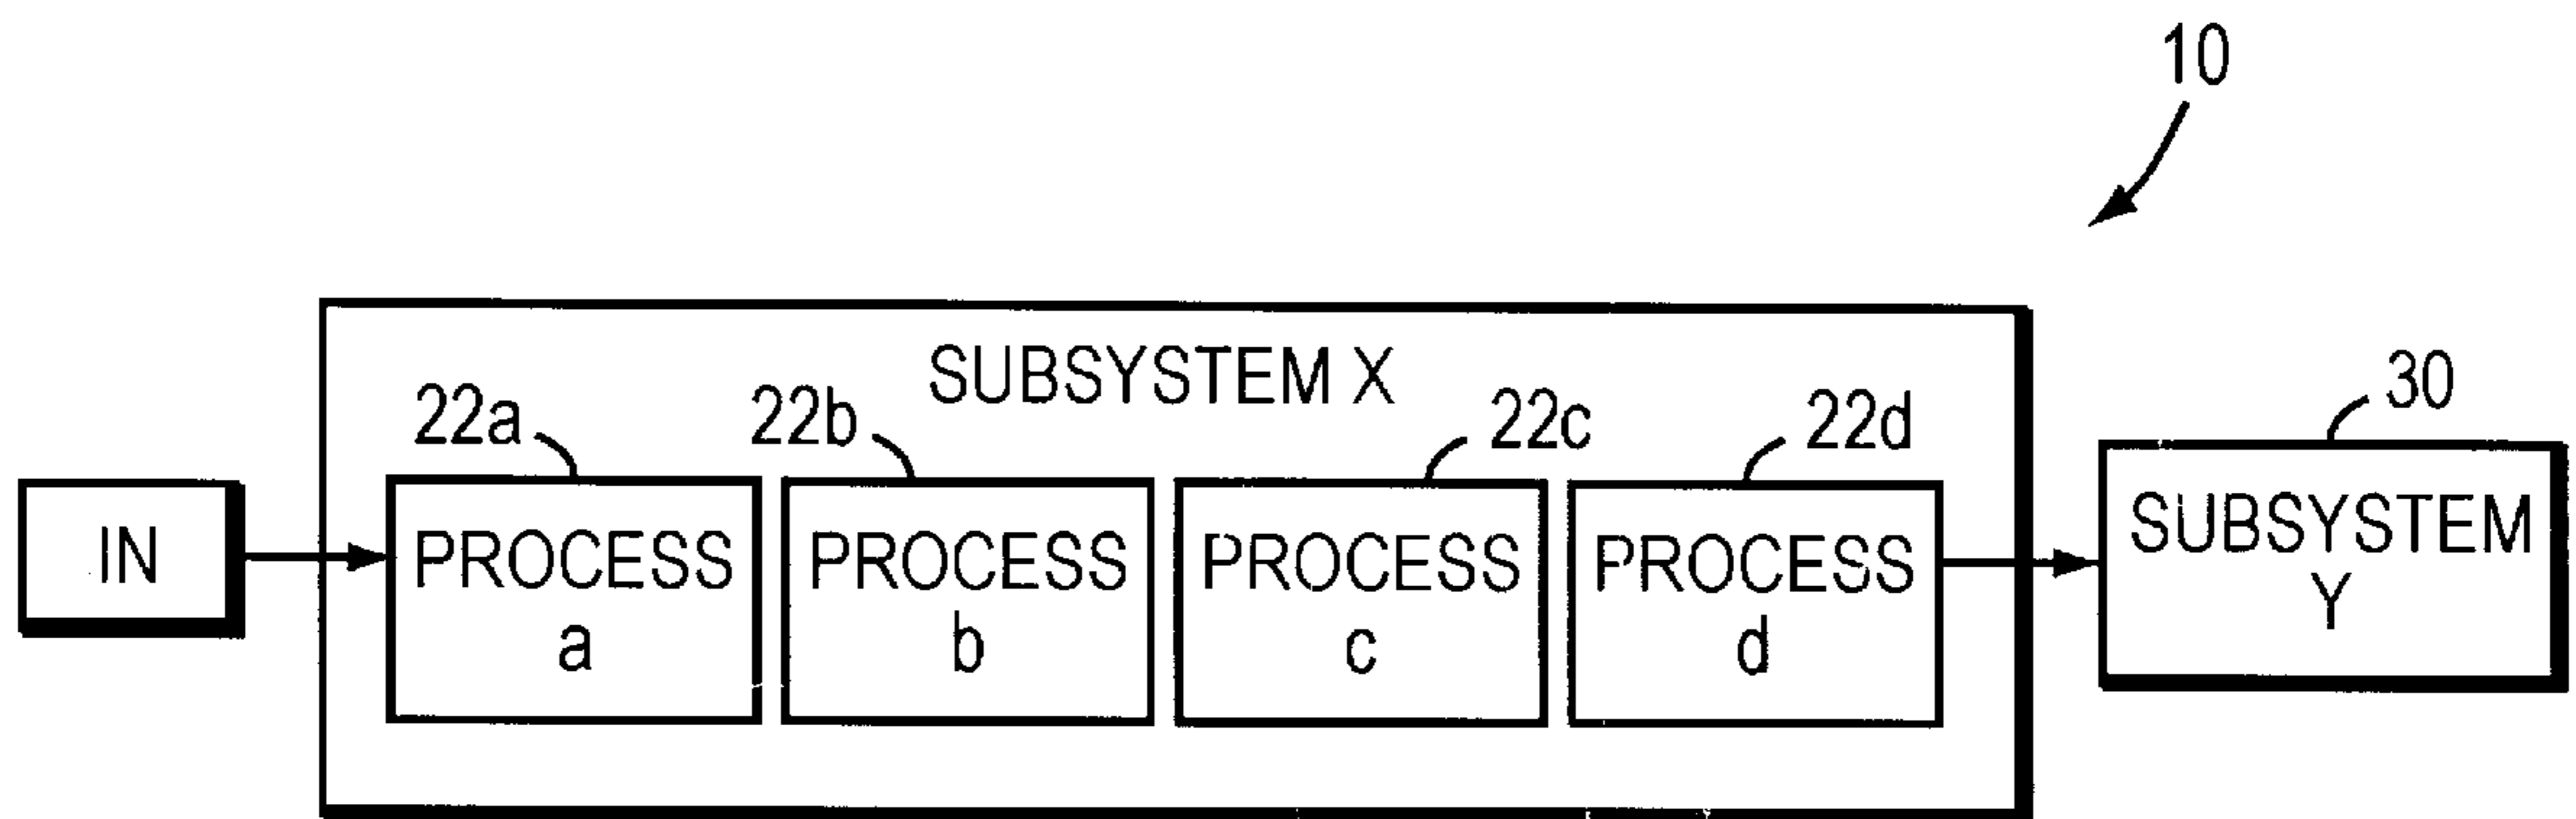 10
SUBSYSTEM X
30
22a
22b
22c
22d
IN
PROCESS
a
PROCESS
b
PROCESS
c
PROCESS
d
SUBSYSTEM
Y